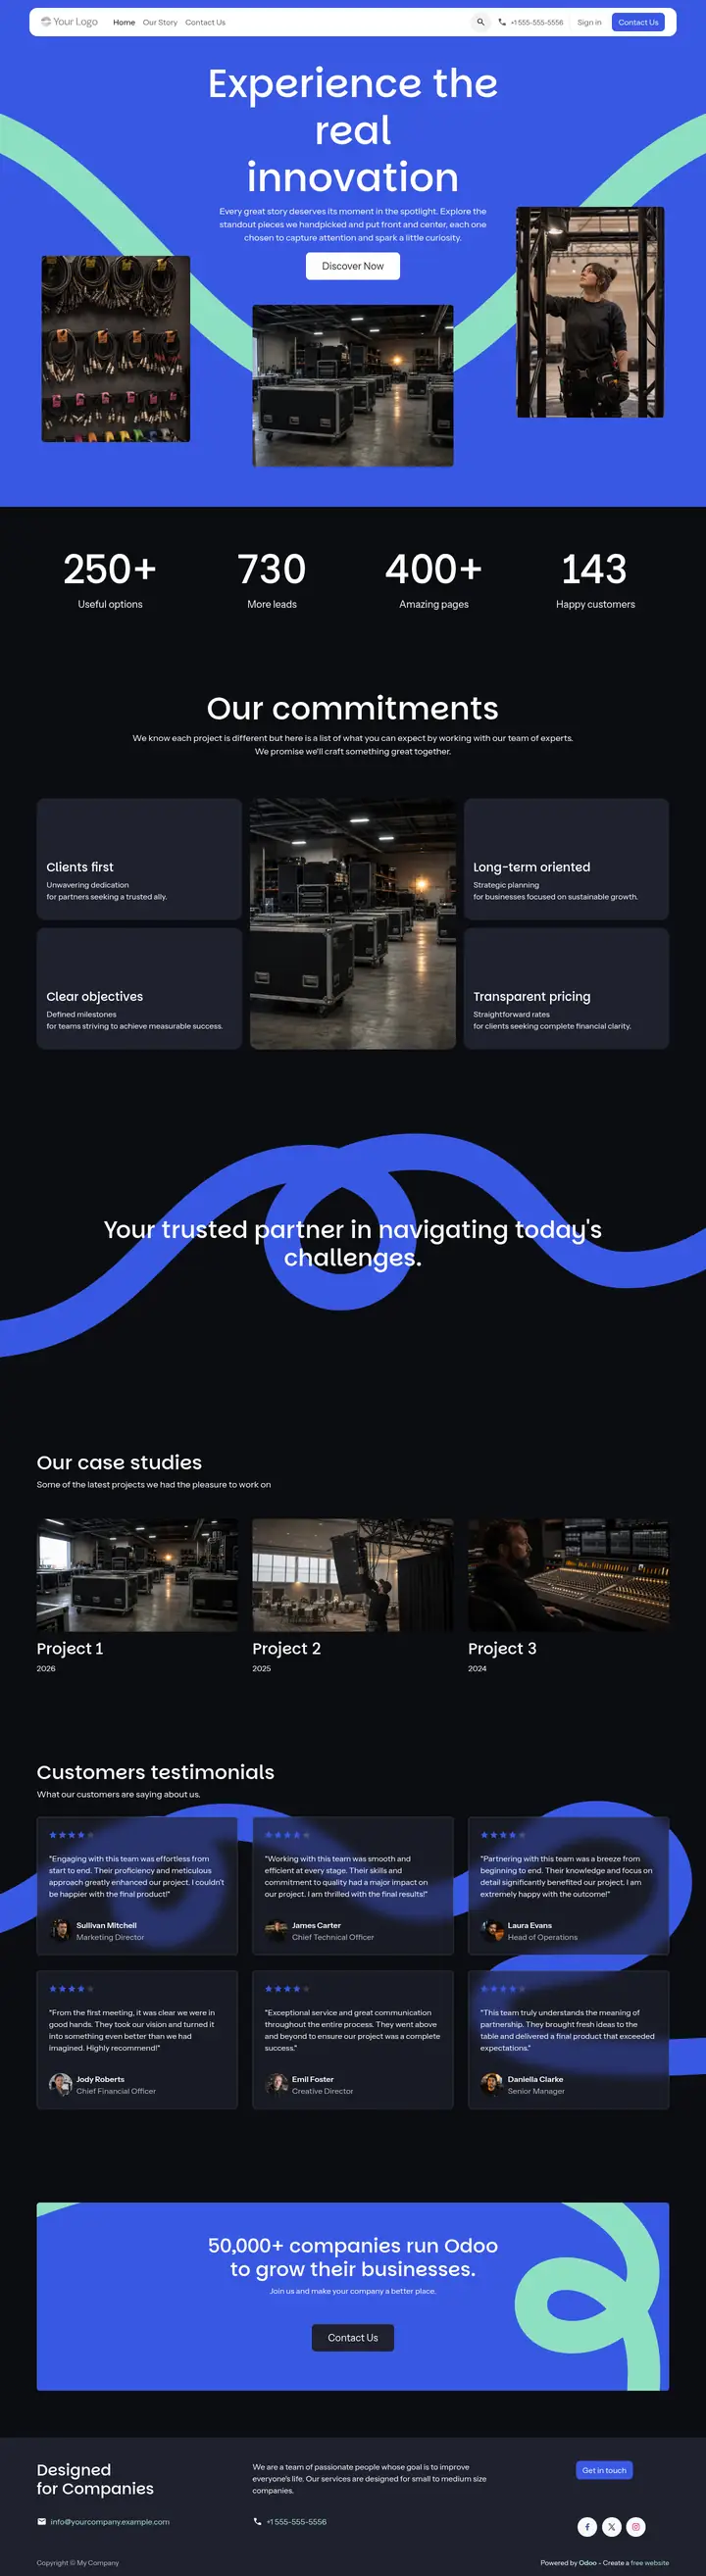 Your Logo
Home
Our Story
Contact Us
+1 555-555-5556
Sign in
Contact Us
Experience the
real
innovation
Every great story deserves its moment in the spotlight. Explore the
standout pieces we handpicked and put front and center, each one
chosen to capture attention and spark a little curiosity.
Discover Now
250+
Useful options
730
More leads
400+
Amazing pages
143
Happy customers
Our commitments
We know each project is different but here is a list of what you can expect by working with our team of experts.
We promise we'll craft something great together.
Clients first
Unwavering dedication
for partners seeking a trusted ally.
Long-term oriented
Strategic planning
for businesses focused on sustainable growth.
Clear objectives
Defined milestones
for teams striving to achieve measurable success.
Transparent pricing
Straightforward rates
for clients seeking complete financial clarity.
Your trusted partner in navigating today's
challenges.
Our case studies
Some of the latest projects we had the pleasure to work on
Project 1
2026
Project 2
2025
Project 3
2024
Customers testimonials
What our customers are saying about us.
"Engaging with this team was effortless from
start to end. Their proficiency and meticulous
approach greatly enhanced our project. I couldn't
be happier with the final product!"
Sullivan Mitchell
Marketing Director
"Working with this team was smooth and
efficient at every stage. Their skills and
commitment to quality had a major impact on
our project. I am thrilled with the final results!"
James Carter
Chief Technical Officer
"Partnering with this team was a breeze from
beginning to end. Their knowledge and focus on
detail significantly benefited our project. I am
extremely happy with the outcome!"
Laura Evans
Head of Operations
"From the first meeting, it was clear we were in
good hands. They took our vision and turned it
into something even better than we had
imagined. Highly recommend!"
Jody Roberts
Chief Financial Officer
"Exceptional service and great communication
throughout the entire process. They went above
and beyond to ensure our project was a complete
success."
Emil Foster
Creative Director
"This team truly understands the meaning of
partnership. They brought fresh ideas to the
table and delivered a final product that exceeded
expectations."
Daniella Clarke
Senior Manager
50,000+ companies run Odoo
to grow their businesses.
Join us and make your company a better place.
Contact Us
Designed
for Companies
We are a team of passionate people whose goal is to improve
everyone's life. Our services are designed for small to medium size
companies.
Get in touch
info@yourcompany.example.com
+1 555-555-5556
Copyright © My Company
Powered by Odoo - Create a free website